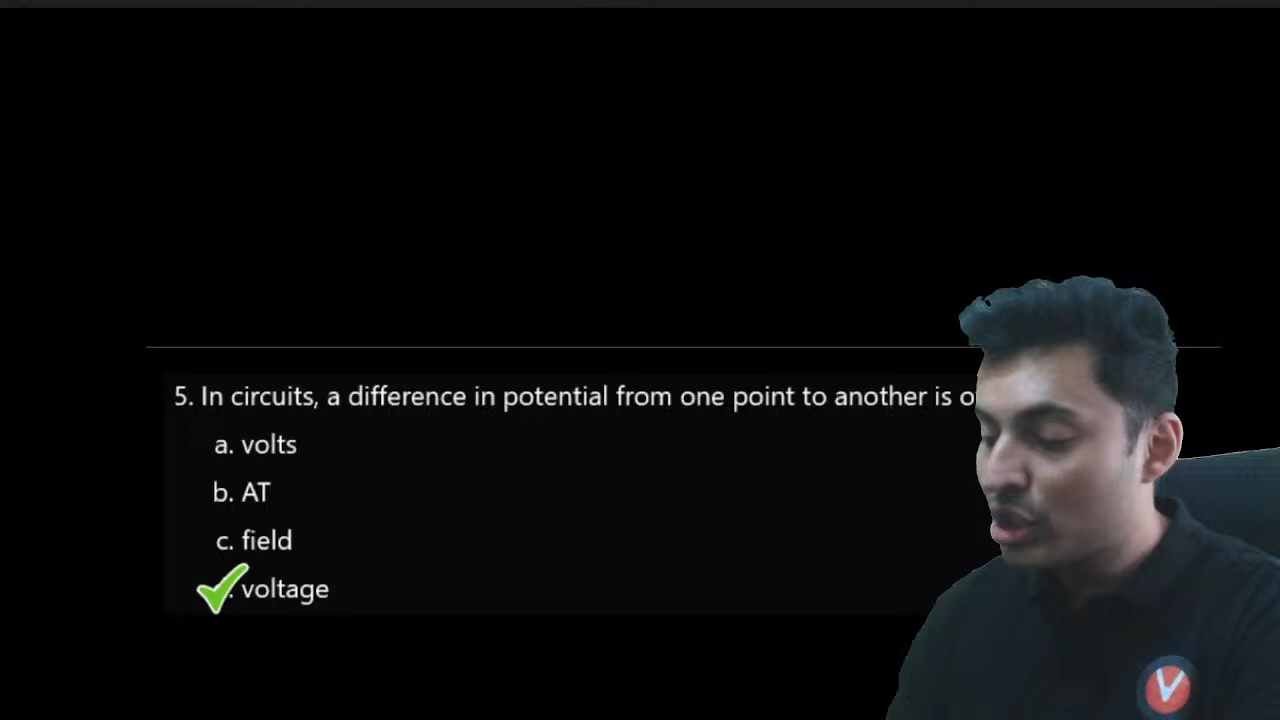 5. In circuits, a difference in potential from one point to another is
a. volts
b. AT
c. field
voltage
V